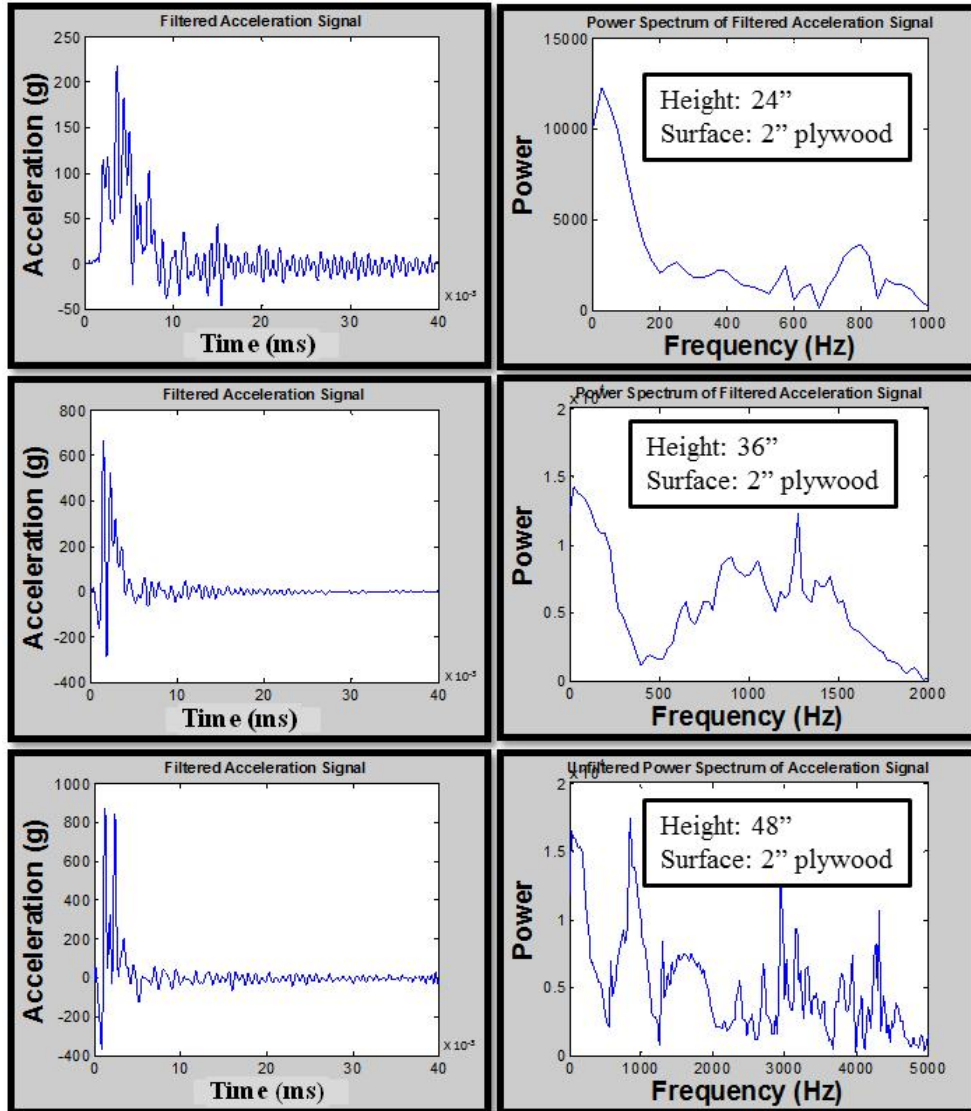 Filtered Acceleration Signal
Acceleration (g)
250
200
150
100
50
0
-50
0 10 20 30 40
x 10⁻³
Time (ms)
Power Spectrum of Filtered Acceleration Signal
Power
15000
10000
5000
0
Height: 24”
Surface: 2” plywood
0 200 400 600 800 1000
Frequency (Hz)
Filtered Acceleration Signal
Acceleration (g)
800
600
400
200
0
-200
-400
0 10 20 30 40
x 10⁻³
Time (ms)
Power Spectrum of Filtered Acceleration Signal
Power
2
1.5
1
0.5
0
Height: 36”
Surface: 2” plywood
0 500 1000 1500 2000
Frequency (Hz)
Filtered Acceleration Signal
Acceleration (g)
1000
800
600
400
200
0
-200
-400
0 10 20 30 40
x 10⁻³
Time (ms)
Unfiltered Power Spectrum of Acceleration Signal
Power
2
1.5
1
0.5
0
Height: 48”
Surface: 2” plywood
0 1000 2000 3000 4000 5000
Frequency (Hz)